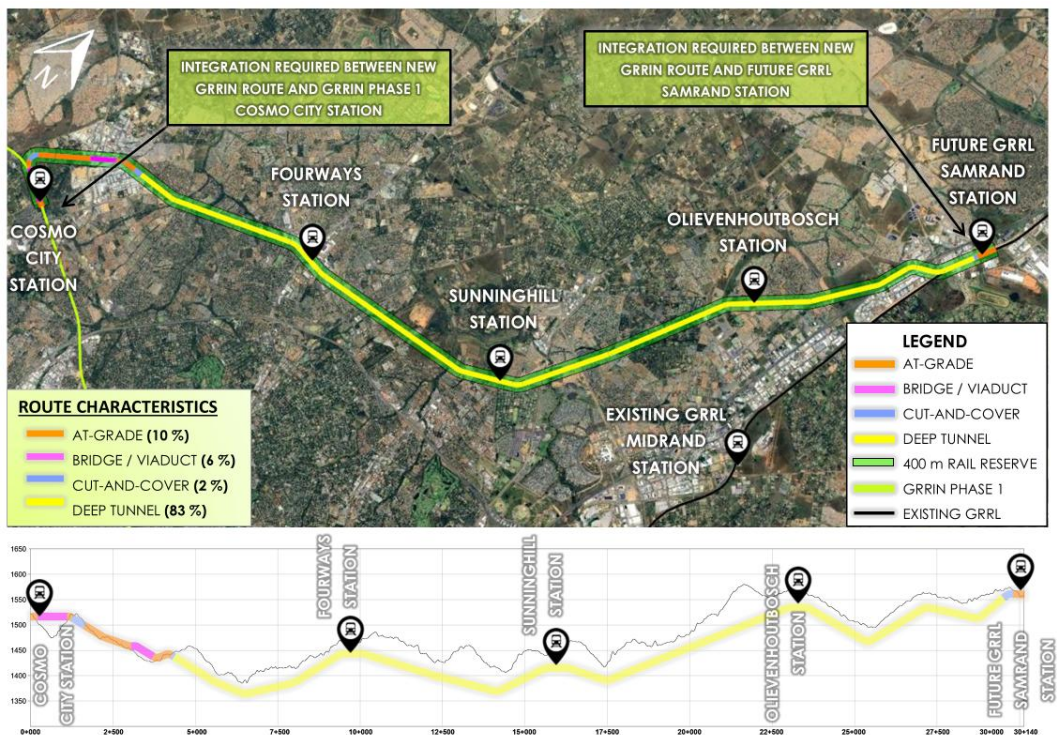 N
INTEGRATION REQUIRED BETWEEN NEW
GRRIN ROUTE AND GRRIN PHASE 1
COSMO CITY STATION
INTEGRATION REQUIRED BETWEEN NEW
GRRIN ROUTE AND FUTURE GRRL
SAMRAND STATION
FUTURE GRRL
SAMRAND
STATION
FOURWAYS
STATION
OLIEVENHOUTBOSCH
STATION
COSMO
CITY
STATION
SUNNINGHILL
STATION
EXISTING GRRL
MIDRAND
STATION
ROUTE CHARACTERISTICS
AT-GRADE (10 %)
BRIDGE / VIADUCT (6 %)
CUT-AND-COVER (2 %)
DEEP TUNNEL (83 %)
LEGEND
AT-GRADE
BRIDGE / VIADUCT
CUT-AND-COVER
DEEP TUNNEL
400 m RAIL RESERVE
GRRIN PHASE 1
EXISTING GRRL
1650
1600
1550
1500
1450
1400
1350
1300
COSMO
CITY STATION
FOURWAYS
STATION
SUNNINGHILL
STATION
OLIEVENHOUTBOSCH
STATION
FUTURE GRRL
SAMRAND
STATION
0+000 2+500 5+000 7+500 10+000 12+500 15+000 17+500 20+000 22+500 25+000 27+500 30+000 30+140